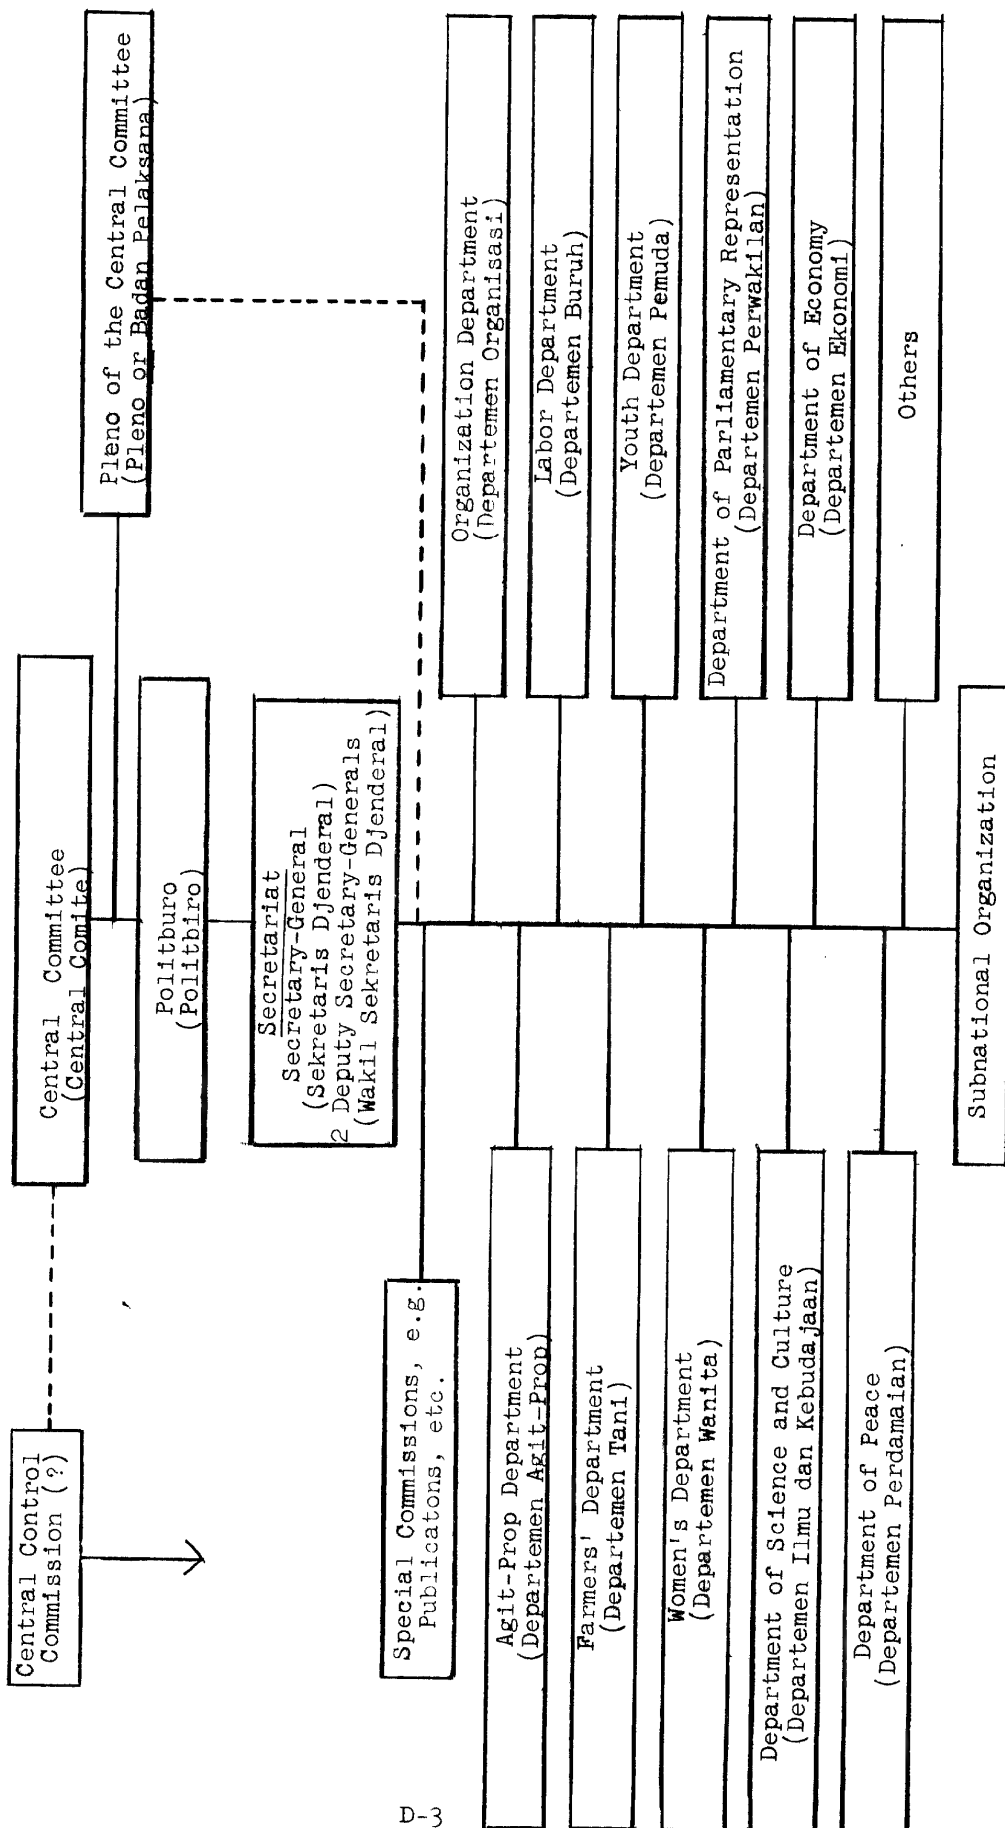 Central Control
Commission (?)
Central Committee
(Central Comite)
Pleno of the Central Committee
(Pleno or Badan Pelaksana)
Politburo
(Politbiro)
Secretariat
Secretary-General
(Sekretaris Djenderal)
2 Deputy Secretary-Generals
(Wakil Sekretaris Djenderal)
Special Commissions, e.g.
Publicatons, etc.
Organization Department
(Departemen Organisasi)
Agit-Prop Department
(Departemen Agit-Prop)
Labor Department
(Departemen Buruh)
Farmers' Department
(Departemen Tani)
Youth Department
(Departemen Pemuda)
Women's Department
(Departemen Wanita)
Department of Parliamentary Representation
(Departemen Perwakilan)
Department of Science and Culture
(Departemen Ilmu dan Kebudajaan)
Department of Economy
(Departemen Ekonomi)
Department of Peace
(Departemen Perdamaian)
Others
Subnational Organization
D-3